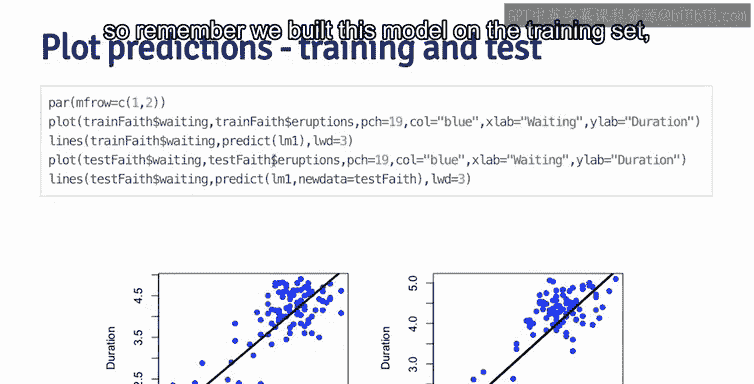 so remember we built this model on the training set,
Plot predictions - training and test
par(mfrow=c(1,2))
plot(trainFaith$waiting,trainFaith$eruptions,pch=19,col="blue",xlab="Waiting",ylab="Duration")
lines(trainFaith$waiting,predict(lm1),lwd=3)
plot(testFaith$waiting,testFaith$eruptions,pch=19,col="blue",xlab="Waiting",ylab="Duration")
lines(testFaith$waiting,predict(lm1,newdata=testFaith),lwd=3)
Duration
4.5
3.5
2.5
Duration
5.0
4.0
3.0